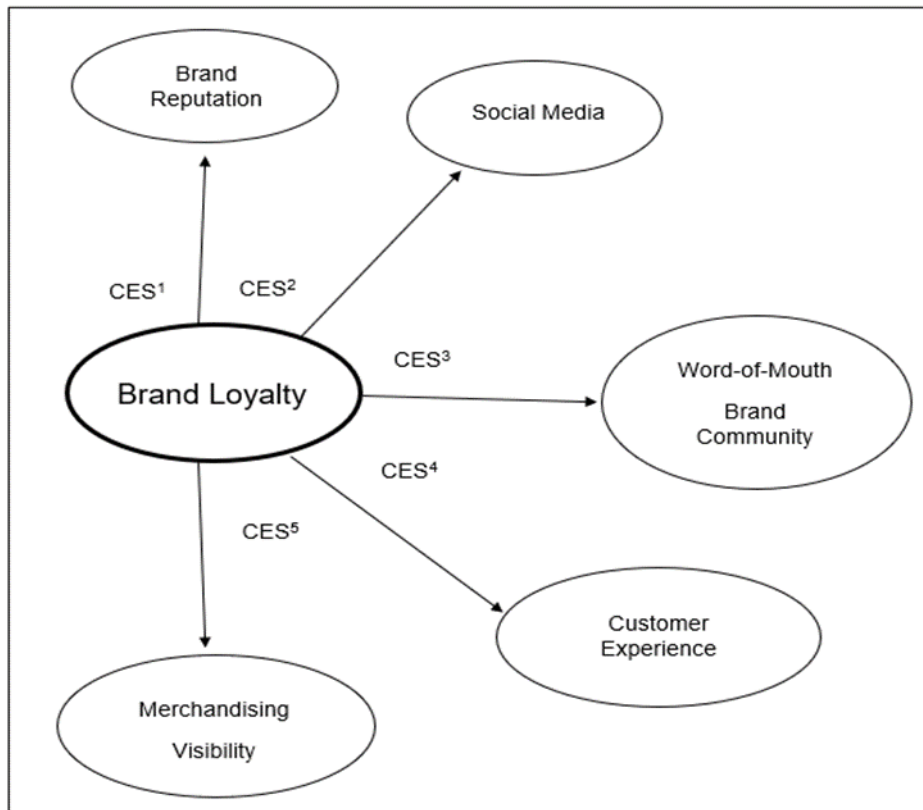 Brand
Reputation
Social Media
CES¹
CES²
CES³
Word-of-Mouth
Brand
Community
Brand Loyalty
CES⁴
CES⁵
Customer
Experience
Merchandising
Visibility